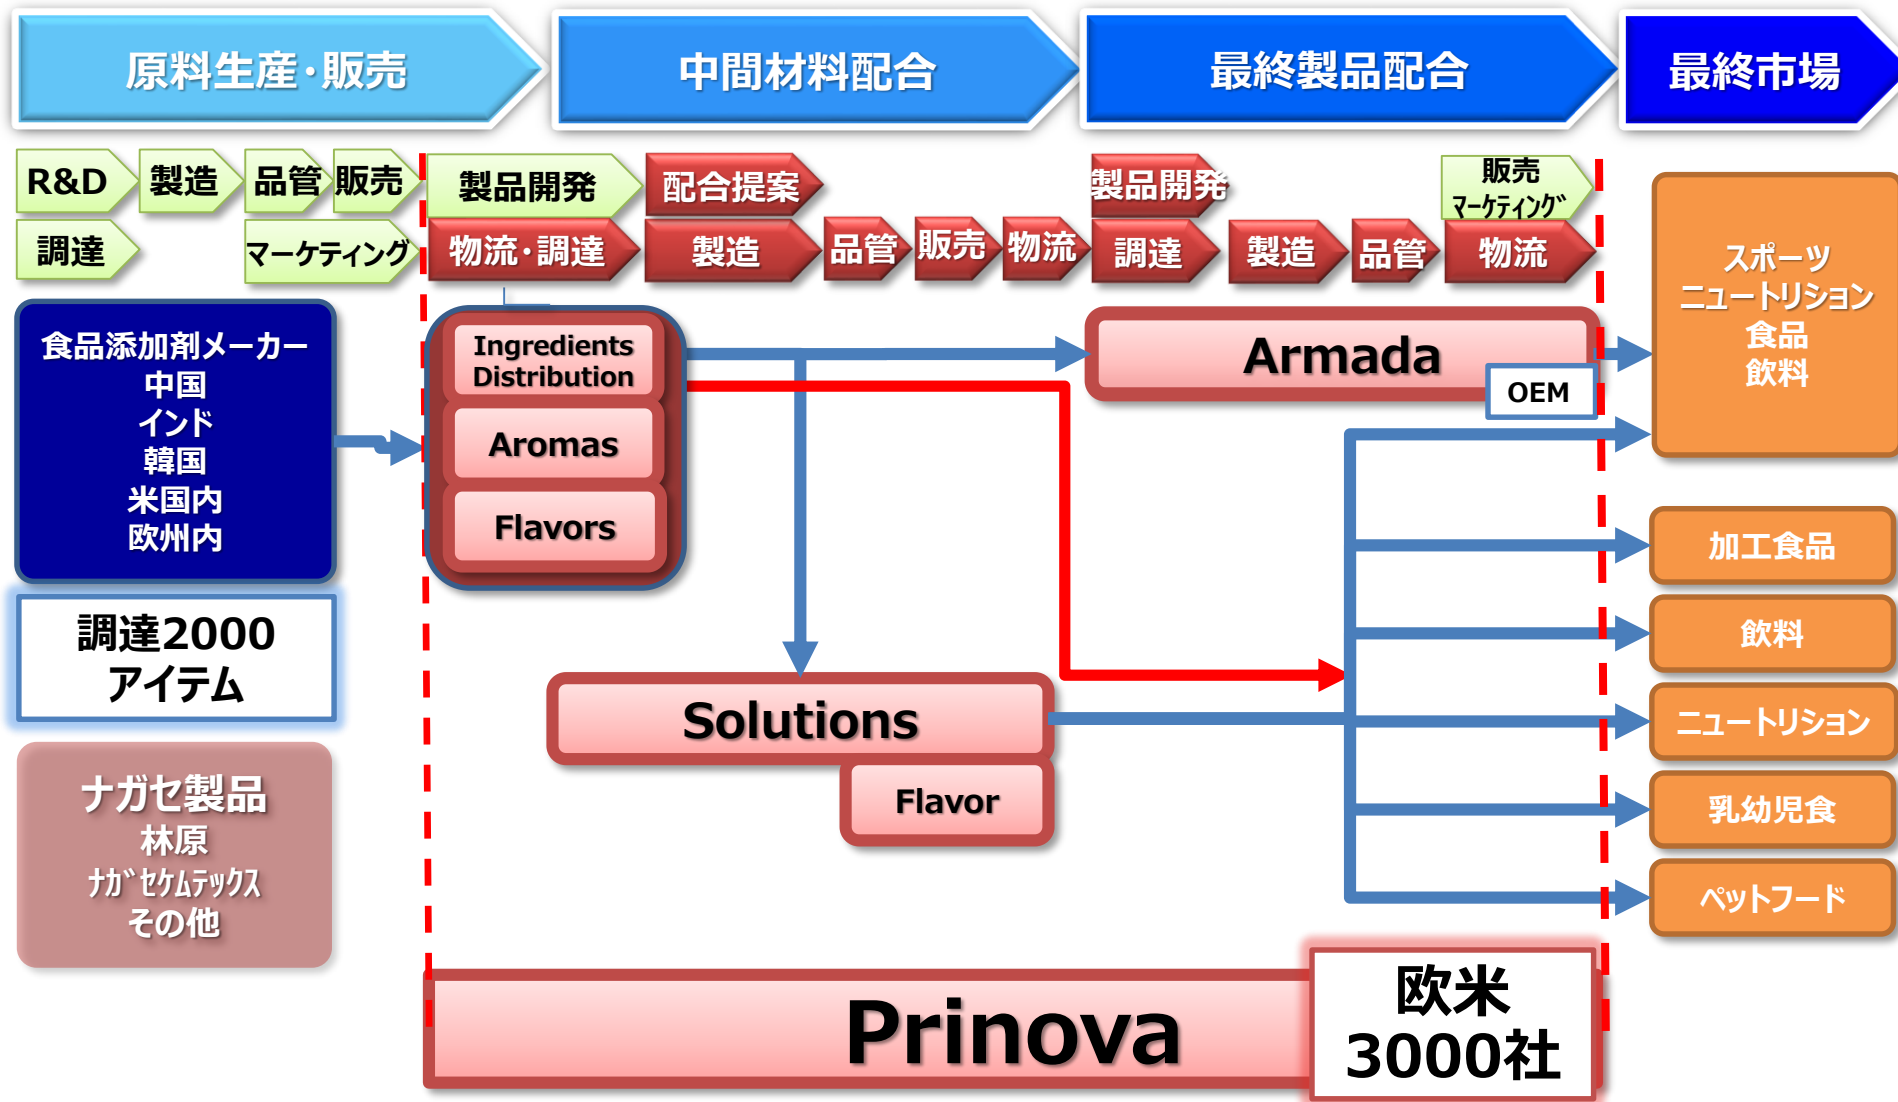 原料生産・販売
中間材料配合
最終製品配合
最終市場
R&D
製造
品管
販売
調達
マーケティング
製品開発
配合提案
物流・調達
製造
品管
販売
物流
製品開発
調達
製造
品管
販売
ﾏｰｹﾃｨﾝｸﾞ
物流
食品添加剤メーカー
中国
インド
韓国
米国内
欧州内
調達2000
アイテム
ナガセ製品
林原
ﾅｶﾞｾｹﾑﾃｯｸｽ
その他
Ingredients
Distribution
Aromas
Flavors
Armada
OEM
Solutions
Flavor
スポーツ
ニュートリション
食品
飲料
加工食品
飲料
ニュートリション
乳幼児食
ペットフード
Prinova
欧米
3000社